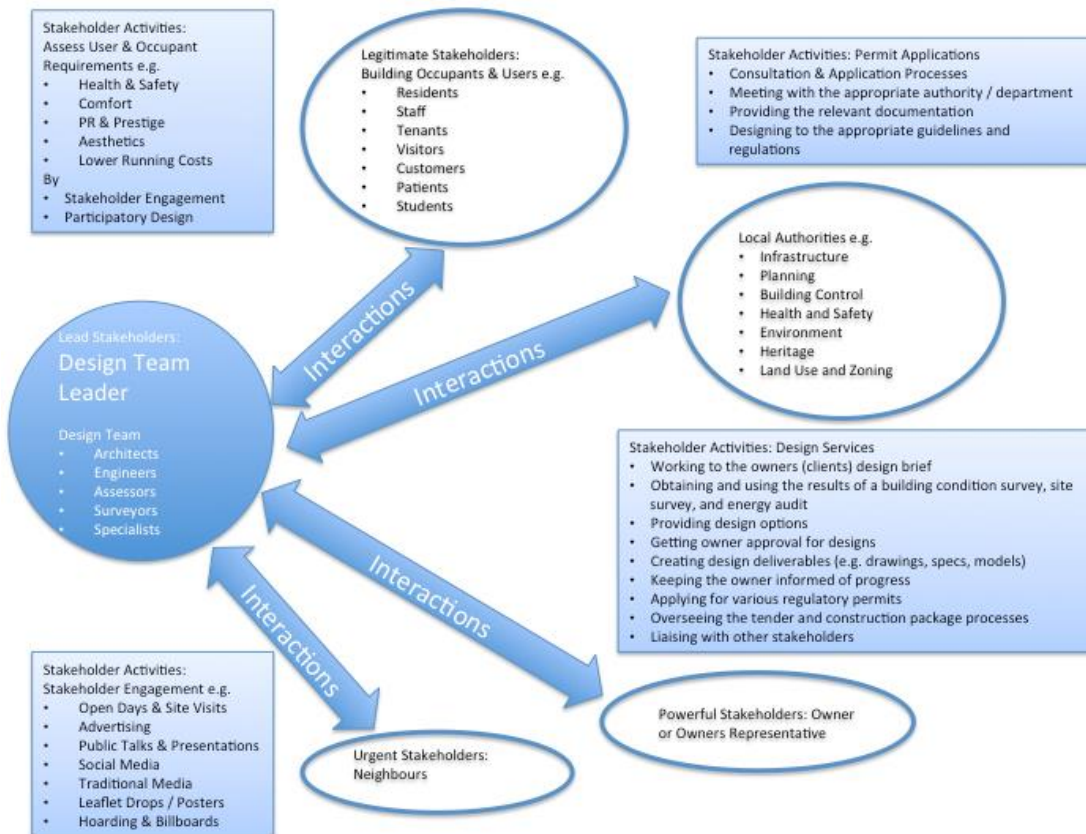 Stakeholder Activities:
Assess User & Occupant
Requirements e.g.
• Health & Safety
• Comfort
• PR & Prestige
• Aesthetics
• Lower Running Costs
By
• Stakeholder Engagement
• Participatory Design
Legitimate Stakeholders:
Building Occupants & Users e.g.
• Residents
• Staff
• Tenants
• Visitors
• Customers
• Patients
• Students
Stakeholder Activities: Permit Applications
• Consultation & Application Processes
• Meeting with the appropriate authority / department
• Providing the relevant documentation
• Designing to the appropriate guidelines and
regulations
Local Authorities e.g.
• Infrastructure
• Planning
• Building Control
• Health and Safety
• Environment
• Heritage
• Land Use and Zoning
Interactions
Interactions
Lead Stakeholders:
Design Team
Leader
Design Team
• Architects
• Engineers
• Assessors
• Surveyors
• Specialists
Interactions
Interactions
Stakeholder Activities: Design Services
• Working to the owners (clients) design brief
• Obtaining and using the results of a building condition survey, site
survey, and energy audit
• Providing design options
• Getting owner approval for designs
• Creating design deliverables (e.g. drawings, specs, models)
• Keeping the owner informed of progress
• Applying for various regulatory permits
• Overseeing the tender and construction package processes
• Liaising with other stakeholders
Stakeholder Activities:
Stakeholder Engagement e.g.
• Open Days & Site Visits
• Advertising
• Public Talks & Presentations
• Social Media
• Traditional Media
• Leaflet Drops / Posters
• Hoarding & Billboards
Urgent Stakeholders:
Neighbours
Powerful Stakeholders: Owner
or Owners Representative